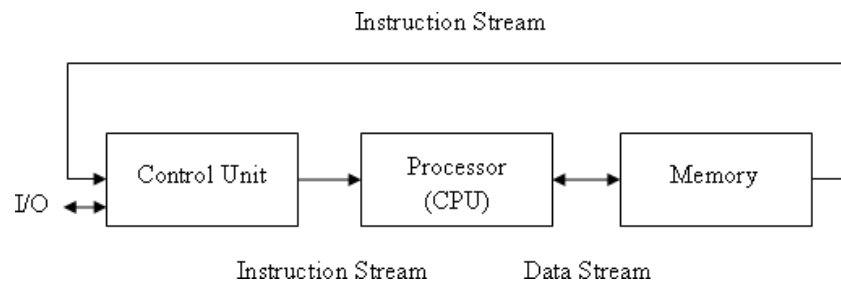 Instruction Stream
Control Unit
Processor
(CPU)
Memory
I/O
Instruction Stream
Data Stream